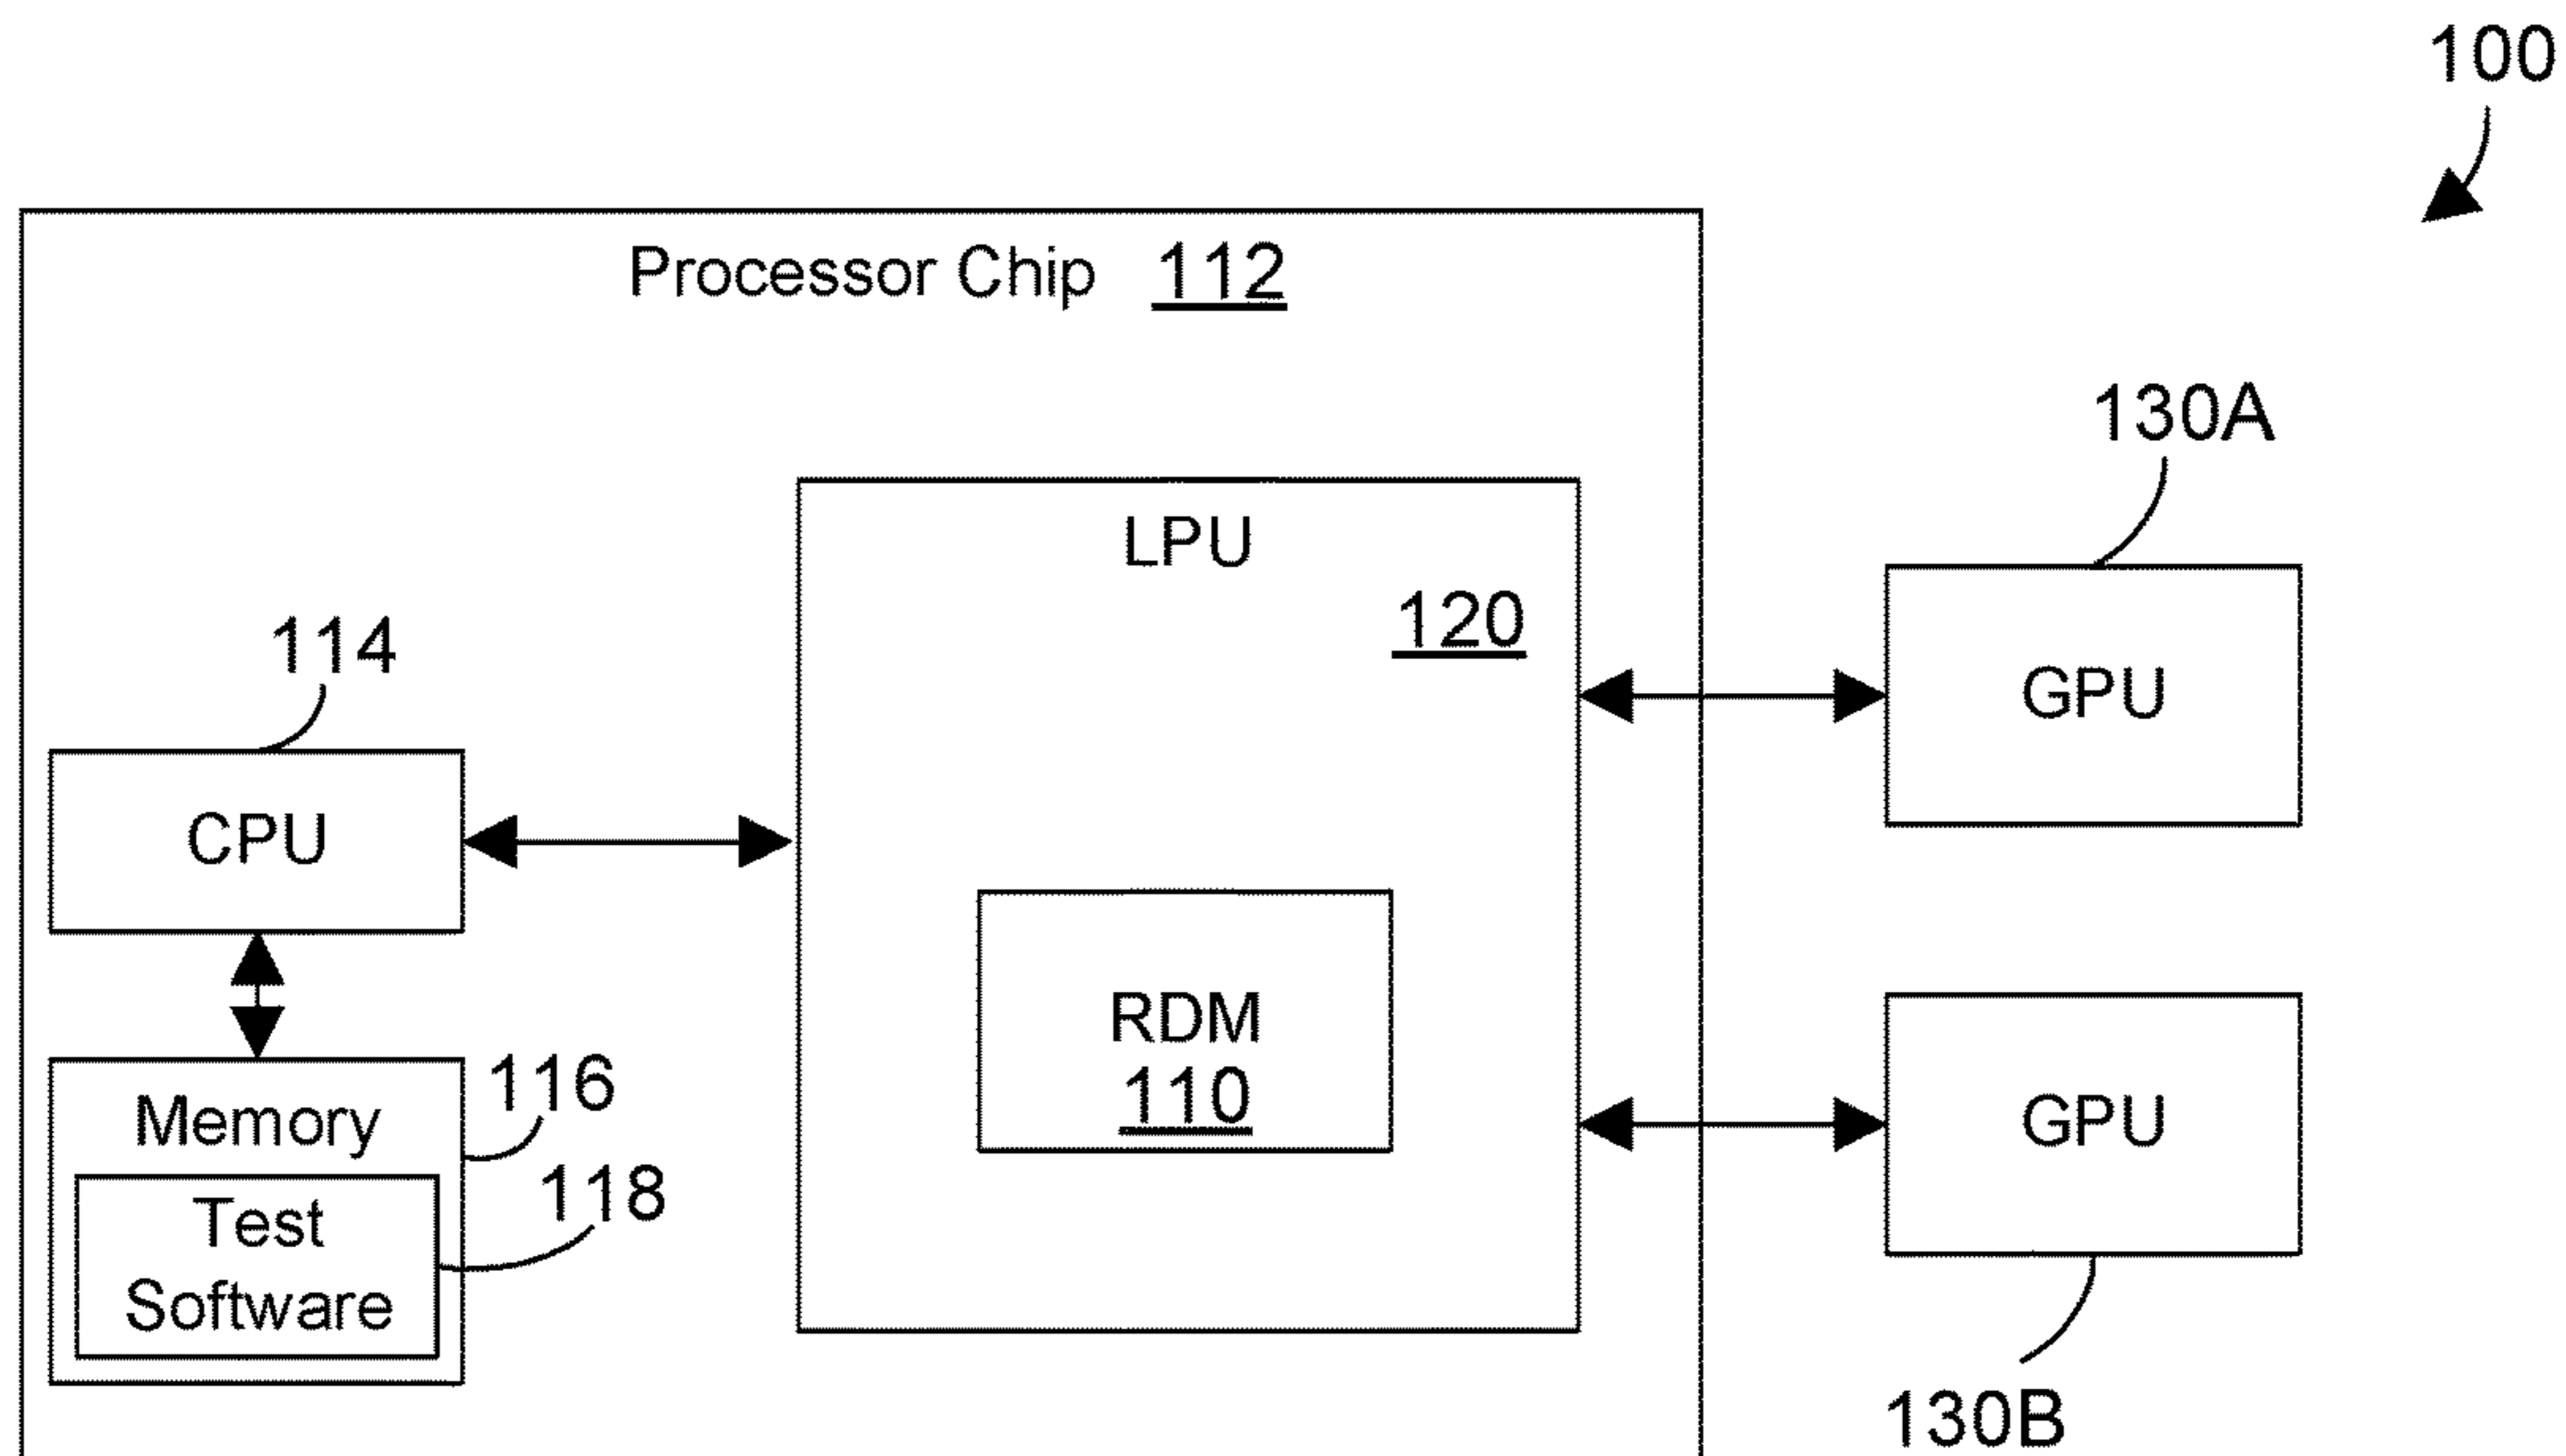 100
Processor Chip 112
130A
LPU
120
114
GPU
CPU
RDM
110
116
Memory
GPU
118
Test
Software
130B